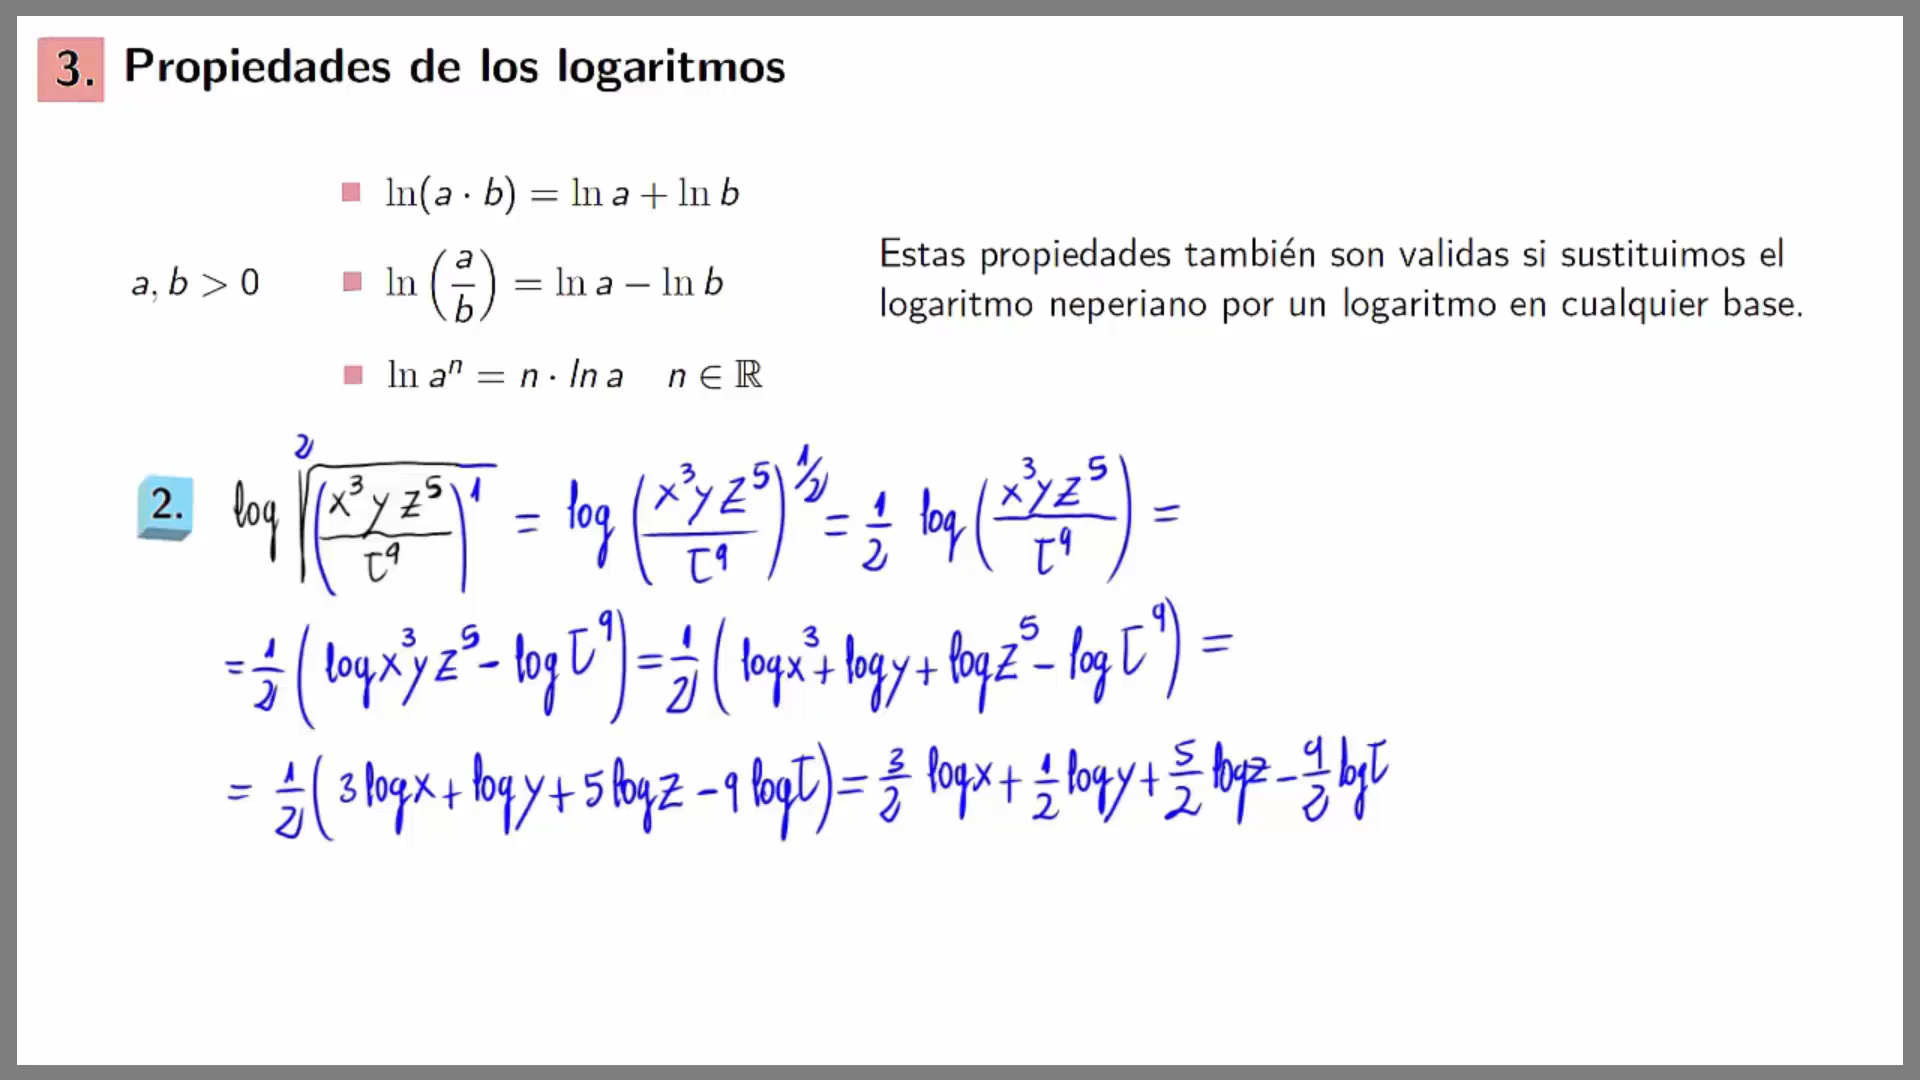 3. Propiedades de los logaritmos
ln(a · b) = ln a + ln b
a, b > 0
ln (a/b) = ln a − ln b
Estas propiedades también son validas si sustituimos el
logaritmo neperiano por un logaritmo en cualquier base.
ln aⁿ = n · ln a n ∈ ℝ
2. log ²√(x³yz⁵/t⁹)¹ = log (x³yz⁵/t⁹)^1/2 = 1/2 log (x³yz⁵/t⁹) =
= 1/2 (log x³yz⁵ − log t⁹) = 1/2 (log x³ + log y + log z⁵ − log t⁹) =
= 1/2 (3 log x + log y + 5 log z − 9 log t) = 3/2 log x + 1/2 log y + 5/2 log z − 9/2 log t